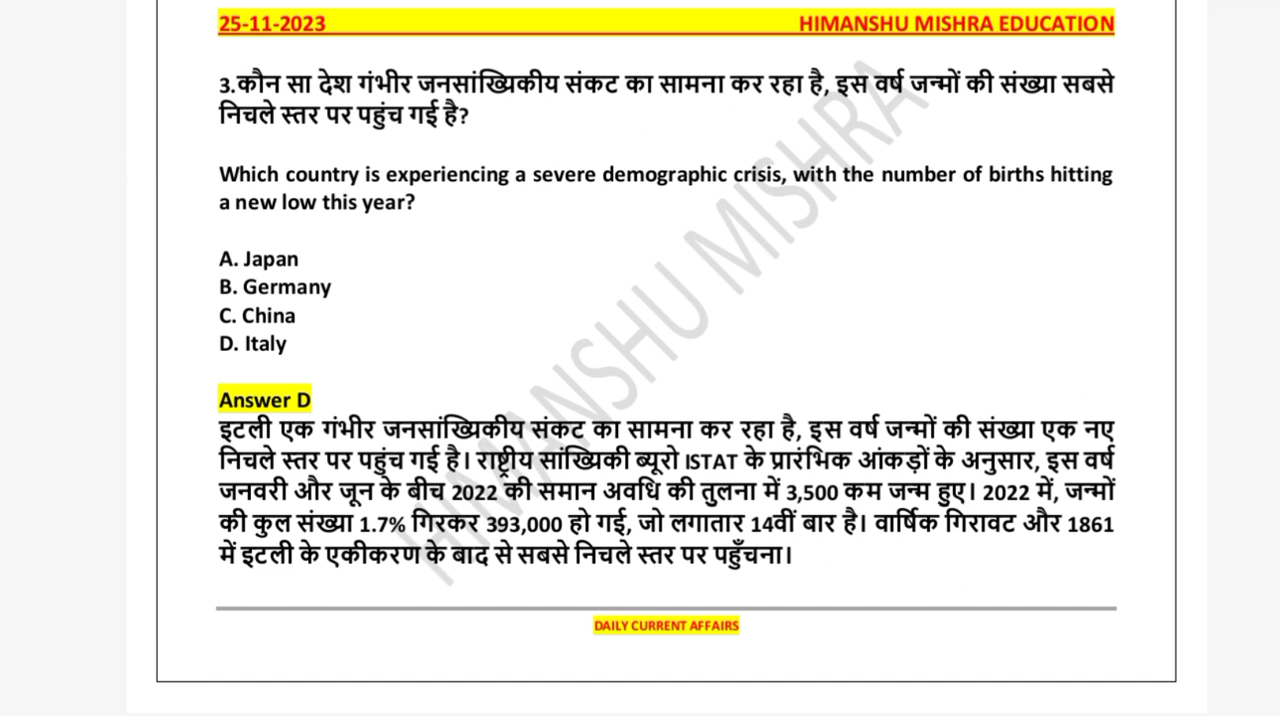 25-11-2023 HIMANSHU MISHRA EDUCATION
3.कौन सा देश गंभीर जनसांख्यिकीय संकट का सामना कर रहा है, इस वर्ष जन्मों की संख्या सबसे
निचले स्तर पर पहुंच गई है?
Which country is experiencing a severe demographic crisis, with the number of births hitting
a new low this year?
A. Japan
B. Germany
C. China
D. Italy
Answer D
इटली एक गंभीर जनसांख्यिकीय संकट का सामना कर रहा है, इस वर्ष जन्मों की संख्या एक नए
निचले स्तर पर पहुंच गई है। राष्ट्रीय सांख्यिकी ब्यूरो ISTAT के प्रारंभिक आंकड़ों के अनुसार, इस वर्ष
जनवरी और जून के बीच 2022 की समान अवधि की तुलना में 3,500 कम जन्म हुए। 2022 में, जन्मों
की कुल संख्या 1.7% गिरकर 393,000 हो गई, जो लगातार 14वीं बार है। वार्षिक गिरावट और 1861
में इटली के एकीकरण के बाद से सबसे निचले स्तर पर पहुँचना।
DAILY CURRENT AFFAIRS
HIMANSHU MISHRA